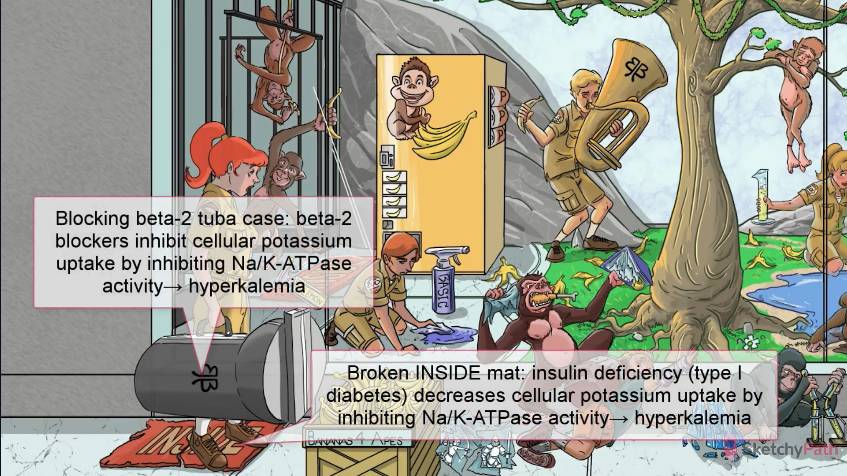 Blocking beta-2 tuba case: beta-2
blockers inhibit cellular potassium
uptake by inhibiting Na/K-ATPase
activity→ hyperkalemia
BASIC
Broken INSIDE mat: insulin deficiency (type I
diabetes) decreases cellular potassium uptake by
inhibiting Na/K-ATPase activity→ hyperkalemia
INSIDE
BANANAS 4 APES
SketchyPath